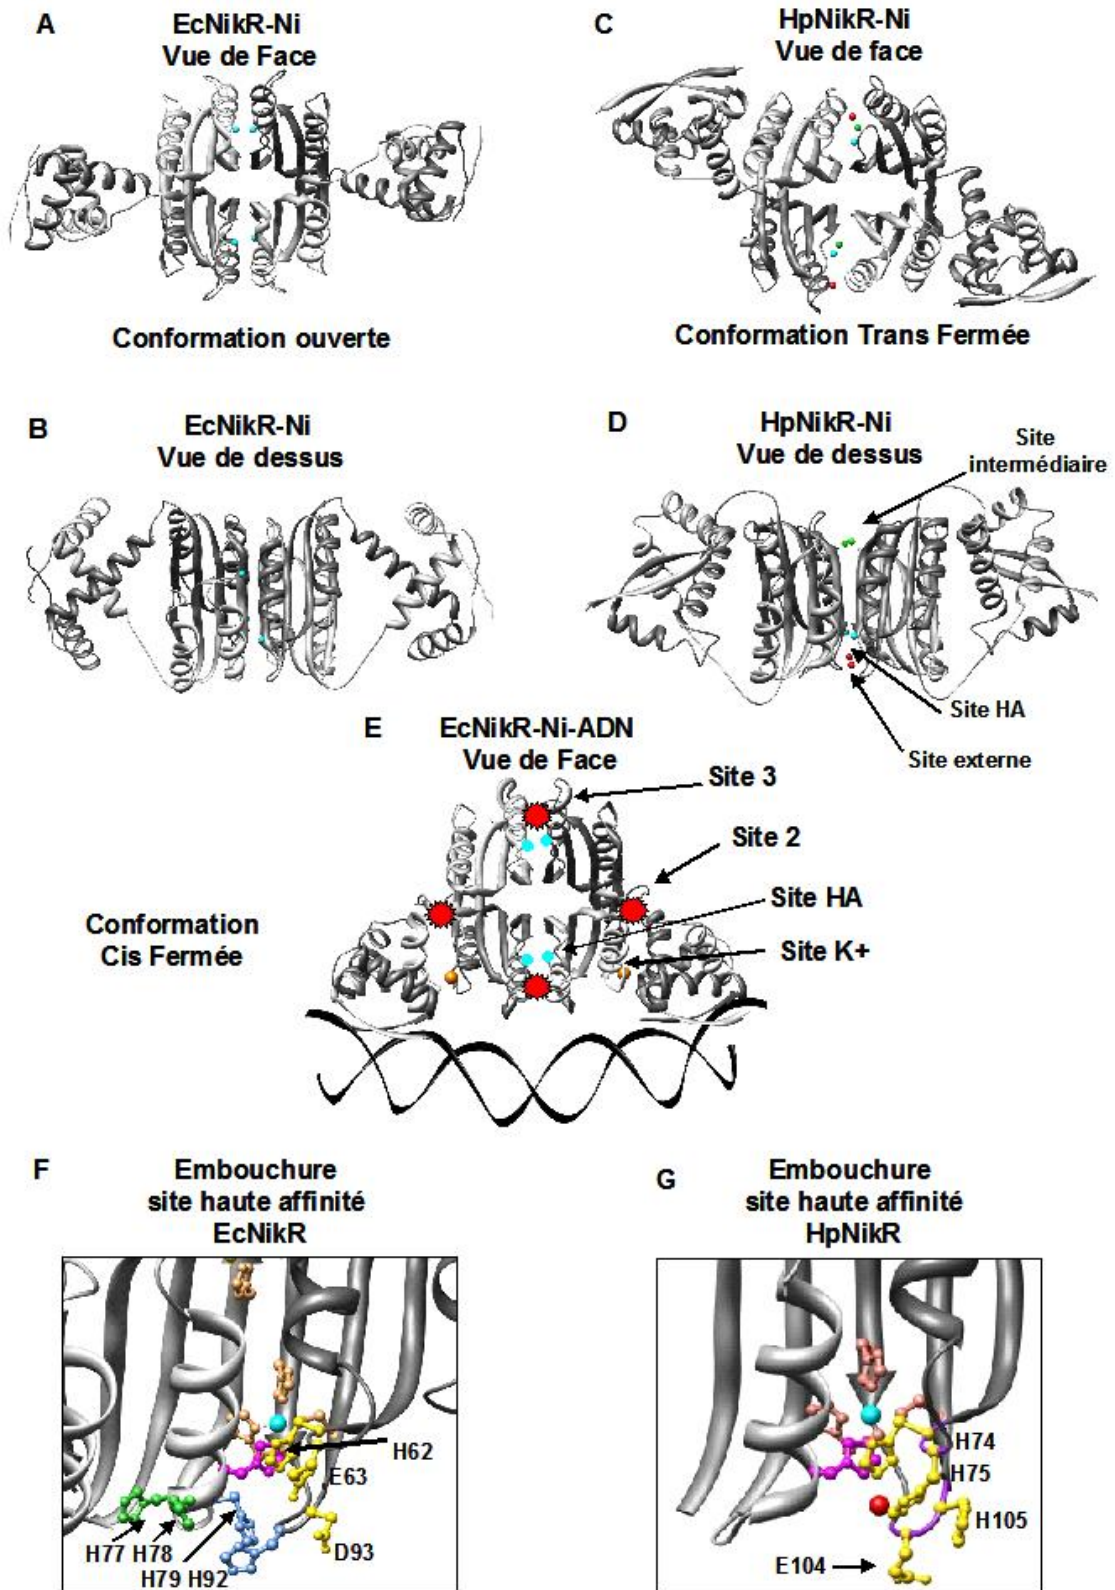 A
EcNikR-Ni
Vue de Face
Conformation ouverte
C
HpNikR-Ni
Vue de face
Conformation Trans Fermée
B
EcNikR-Ni
Vue de dessus
D
HpNikR-Ni
Vue de dessus
Site
intermédiaire
Site HA
Site externe
E
EcNikR-Ni-ADN
Vue de Face
Site 3
Site 2
Site HA
Site K+
Conformation
Cis Fermée
F
Embouchure
site haute affinité
EcNikR
H62
E63
D93
H77 H78
H79 H92
G
Embouchure
site haute affinité
HpNikR
H74
H75
H105
E104